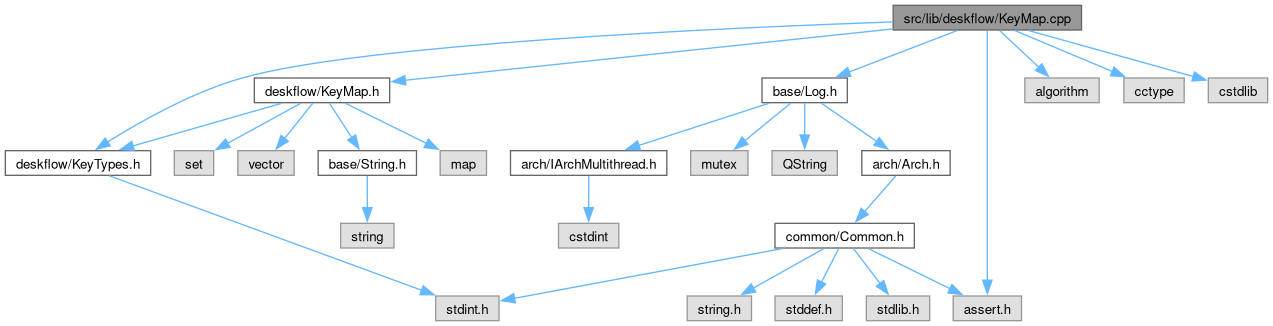 src/lib/deskflow/KeyMap.cpp
deskflow/KeyMap.h
base/Log.h
algorithm
cctype
cstdlib
deskflow/KeyTypes.h
set
vector
base/String.h
map
arch/IArchMultithread.h
mutex
QString
arch/Arch.h
string
cstdint
common/Common.h
stdint.h
string.h
stddef.h
stdlib.h
assert.h